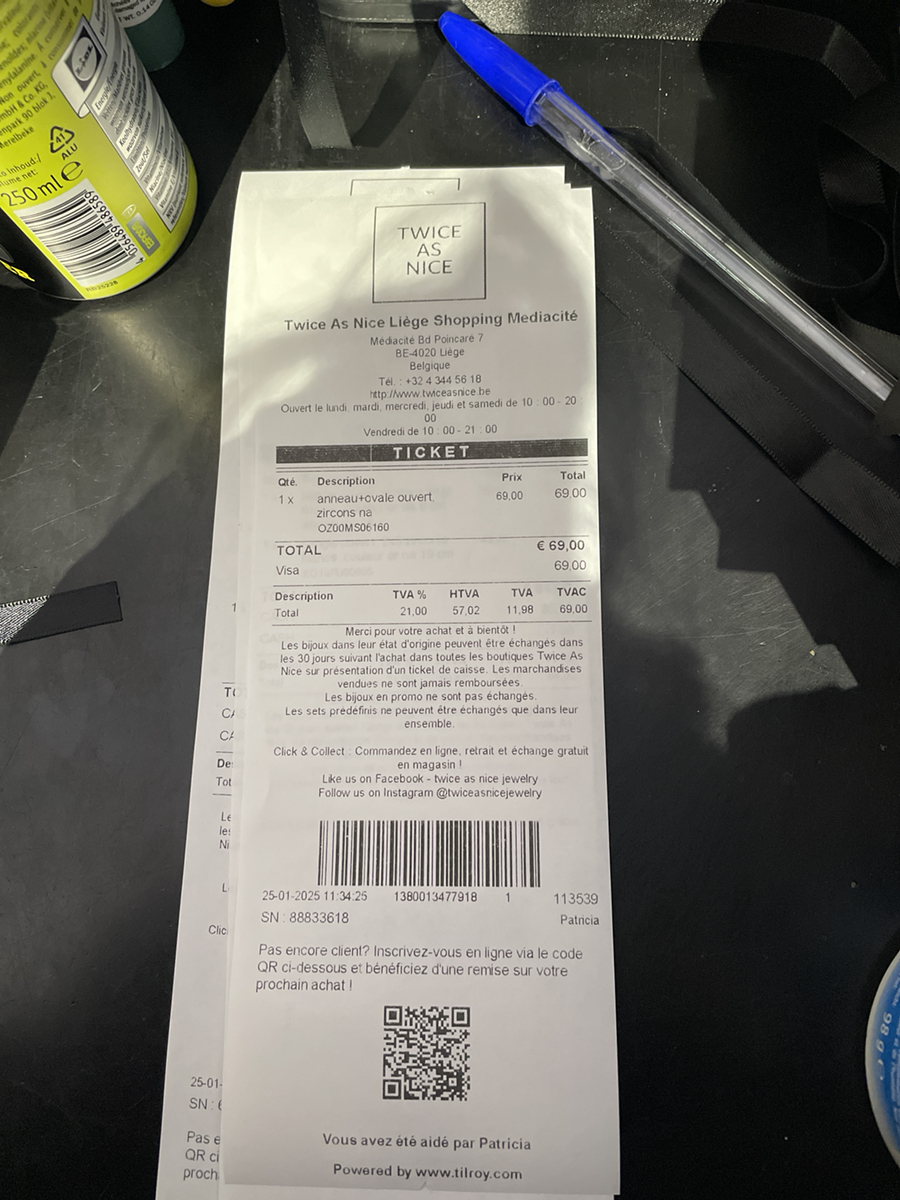 250 ml e
41
ALU
TWICE
AS
NICE
Twice As Nice Liège Shopping Mediacité
Médiacité Bd Poincaré 7
BE-4020 Liège
Belgique
Tél. : +32 4 344 56 18
http://www.twiceasnice.be
Ouvert le lundi, mardi, mercredi, jeudi et samedi de 10 : 00 - 20 :
00
Vendredi de 10 : 00 - 21 : 00
TICKET
Qté. Description Prix Total
1 x anneau+ovale ouvert, 69,00 69,00
zircons na
OZ00MS06160
TOTAL € 69,00
Visa 69,00
Description TVA % HTVA TVA TVAC
Total 21,00 57,02 11,98 69,00
Merci pour votre achat et à bientôt !
Les bijoux dans leur état d'origine peuvent être échangés dans
les 30 jours suivant l'achat dans toutes les boutiques Twice As
Nice sur présentation d'un ticket de caisse. Les marchandises
vendues ne sont jamais remboursées.
Les bijoux en promo ne sont pas échangés.
Les sets prédéfinis ne peuvent être échangés que dans leur
ensemble.
Click & Collect : Commandez en ligne, retrait et échange gratuit
en magasin !
Like us on Facebook - twice as nice jewelry
Follow us on Instagram @twiceasnicejewelry
25-01-2025 11:34:25 1380013477918 1 113539
SN : 88833618 Patricia
Pas encore client? Inscrivez-vous en ligne via le code
QR ci-dessous et bénéficiez d'une remise sur votre
prochain achat !
Vous avez été aidé par Patricia
Powered by www.tilroy.com
25-01-
SN :
Pas e
QR ci
proch
98 g